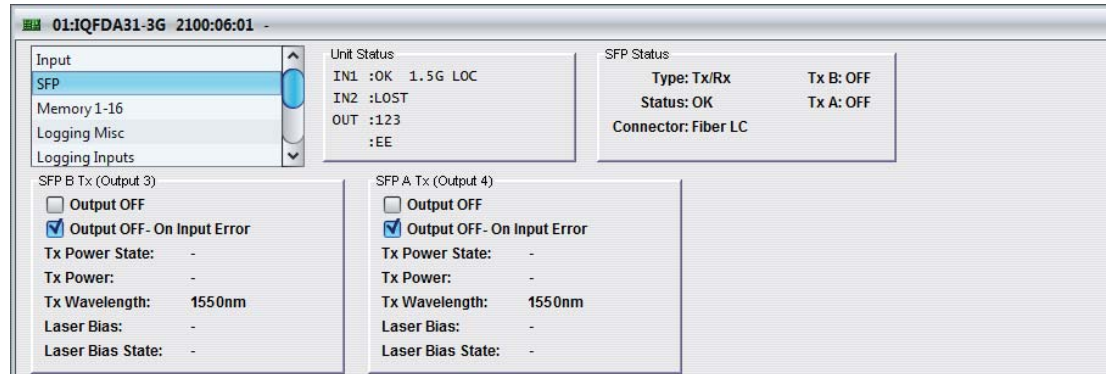 01:IQFDA31-3G 2100:06:01 -
Input
SFP
Memory 1-16
Logging Misc
Logging Inputs
Unit Status
IN1 :OK 1.5G LOC
IN2 :LOST
OUT :123
:EE
SFP Status
Type: Tx/Rx Tx B: OFF
Status: OK Tx A: OFF
Connector: Fiber LC
SFP B Tx (Output 3)
Output OFF
Output OFF- On Input Error
Tx Power State: -
Tx Power: -
Tx Wavelength: 1550nm
Laser Bias: -
Laser Bias State: -
SFP A Tx (Output 4)
Output OFF
Output OFF- On Input Error
Tx Power State: -
Tx Power: -
Tx Wavelength: 1550nm
Laser Bias: -
Laser Bias State: -